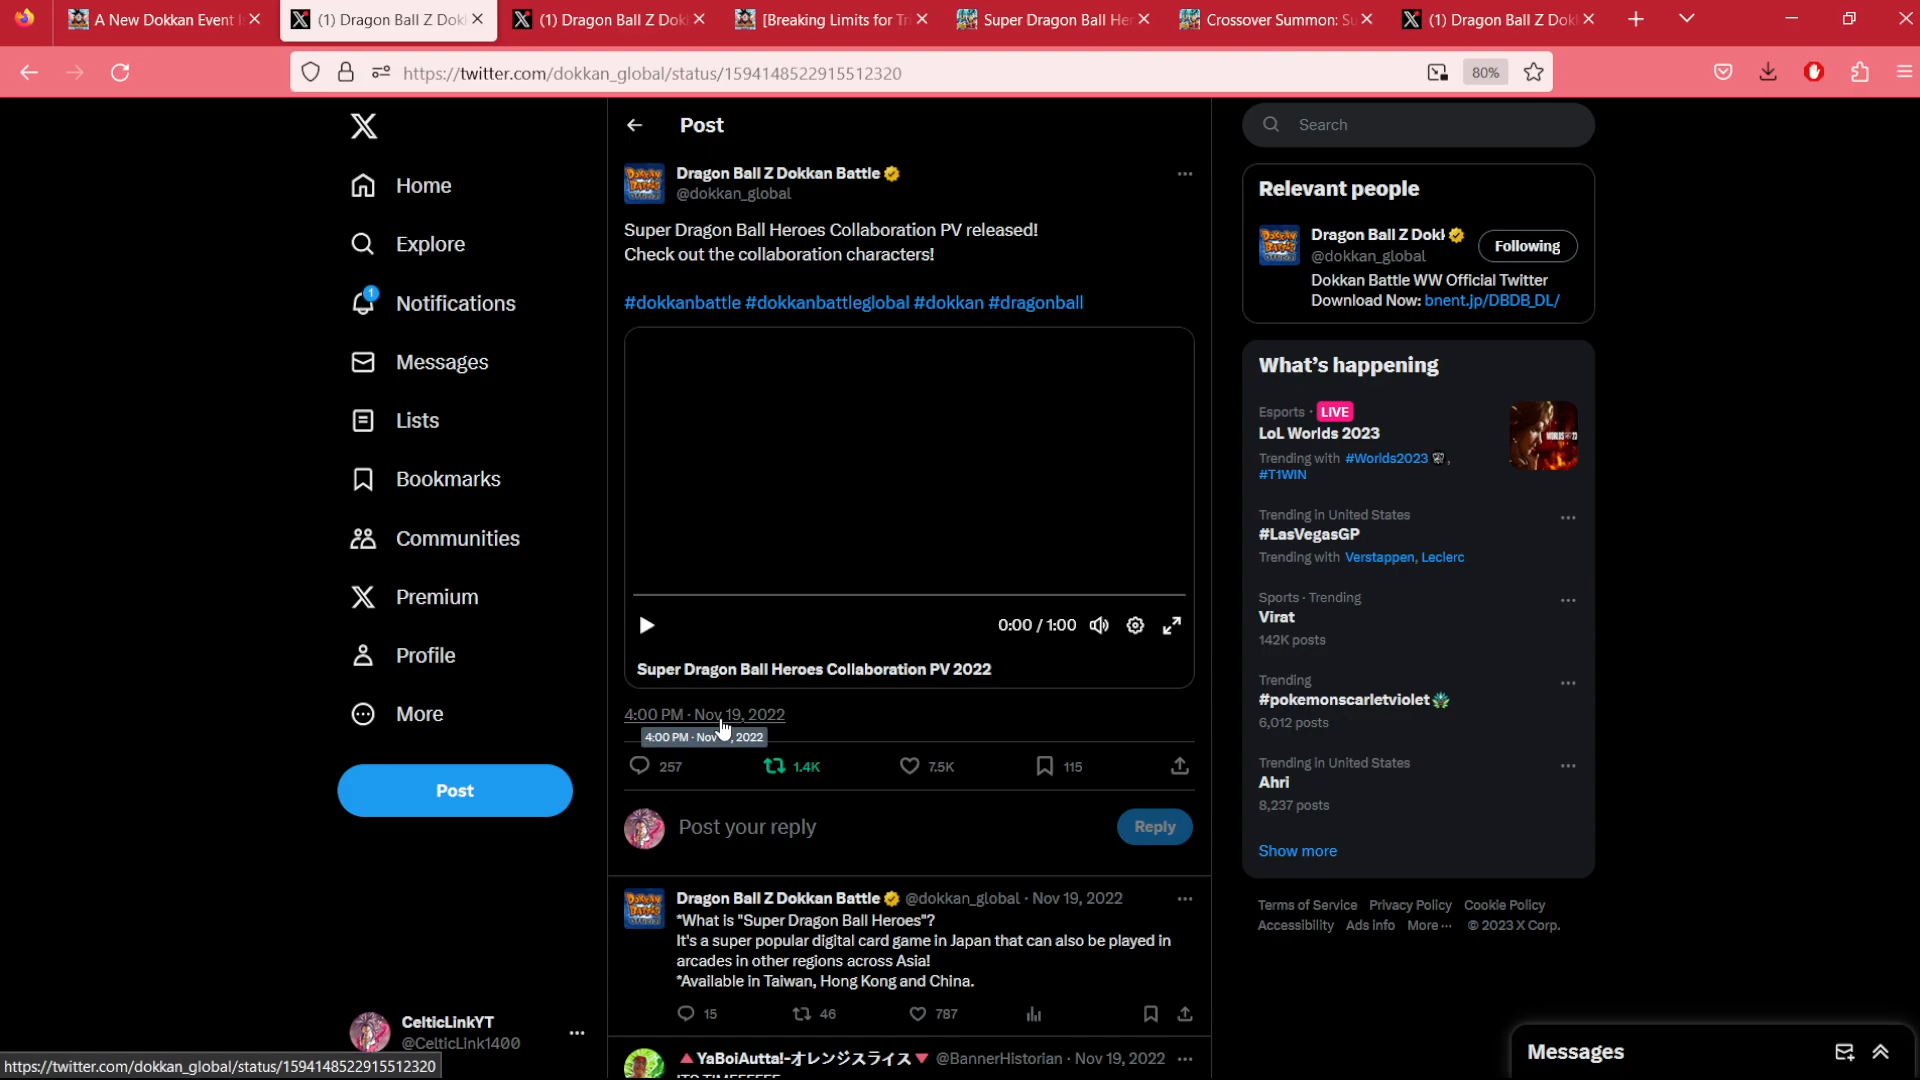 A New Dokkan Event
(1) Dragon Ball Z Dok
(1) Dragon Ball Z Dok
[Breaking Limits for Tr
Super Dragon Ball He
Crossover Summon: S
(1) Dragon Ball Z Dok
https://twitter.com/dokkan_global/status/1594148522915512320
80%
Home
Explore
1
Notifications
Messages
Lists
Bookmarks
Communities
Premium
Profile
More
Post
CelticLinkYT
@CelticLink1400
Post
Dragon Ball Z Dokkan Battle
@dokkan_global
Super Dragon Ball Heroes Collaboration PV released!
Check out the collaboration characters!
#dokkanbattle #dokkanbattleglobal #dokkan #dragonball
0:00 / 1:00
Super Dragon Ball Heroes Collaboration PV 2022
4:00 PM · Nov 19, 2022
4:00 PM · Nov , 2022
257 1.4K 7.5K 115
Post your reply
Reply
Dragon Ball Z Dokkan Battle @dokkan_global · Nov 19, 2022
*What is "Super Dragon Ball Heroes"?
It's a super popular digital card game in Japan that can also be played in
arcades in other regions across Asia!
*Available in Taiwan, Hong Kong and China.
15 46 787
🔺YaBoiAutta!-オレンジスライス🔻 @BannerHistorian · Nov 19, 2022
Search
Relevant people
Dragon Ball Z Dok
@dokkan_global
Following
Dokkan Battle WW Official Twitter
Download Now: bnent.jp/DBDB_DL/
What's happening
Esports · LIVE
LoL Worlds 2023
Trending with #Worlds2023 ,
#T1WIN
Trending in United States
#LasVegasGP
Trending with Verstappen, Leclerc
Sports · Trending
Virat
142K posts
Trending
#pokemonscarletviolet
6,012 posts
Trending in United States
Ahri
8,237 posts
Show more
Terms of Service Privacy Policy Cookie Policy
Accessibility Ads info More ··· © 2023 X Corp.
Messages
https://twitter.com/dokkan_global/status/1594148522915512320